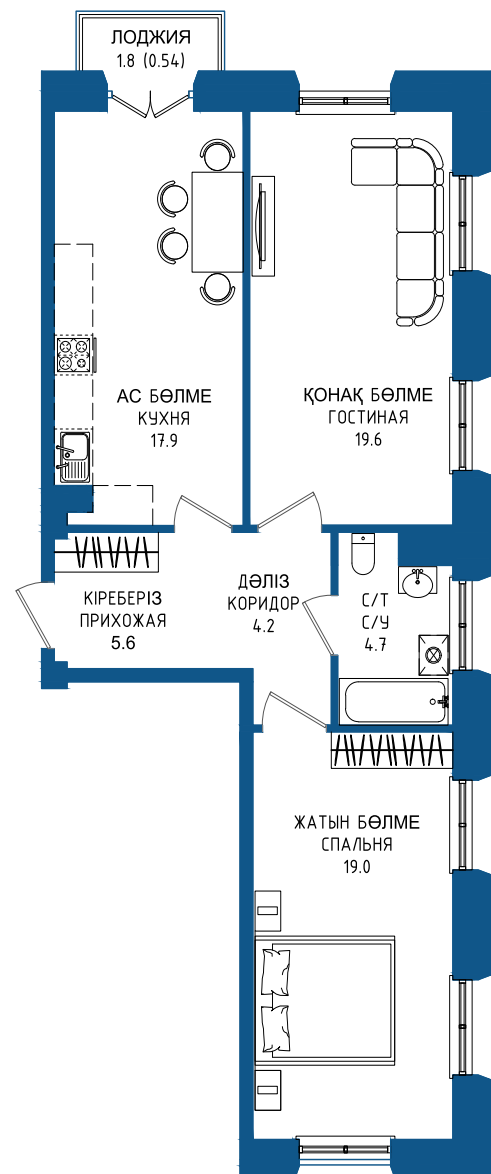 ЛОДЖИЯ
1.8 (0.54)
АС БӨЛМЕ
КУХНЯ
17.9
ҚОНАҚ БӨЛМЕ
ГОСТИНАЯ
19.6
КІРЕБЕРІЗ
ПРИХОЖАЯ
5.6
ДӘЛІЗ
КОРИДОР
4.2
С/Т
С/У
4.7
ЖАТЫН БӨЛМЕ
СПАЛЬНЯ
19.0